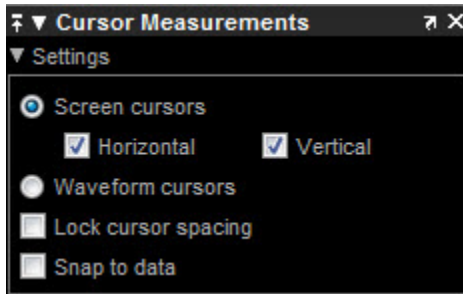 Cursor Measurements
Settings
Screen cursors
Horizontal Vertical
Waveform cursors
Lock cursor spacing
Snap to data